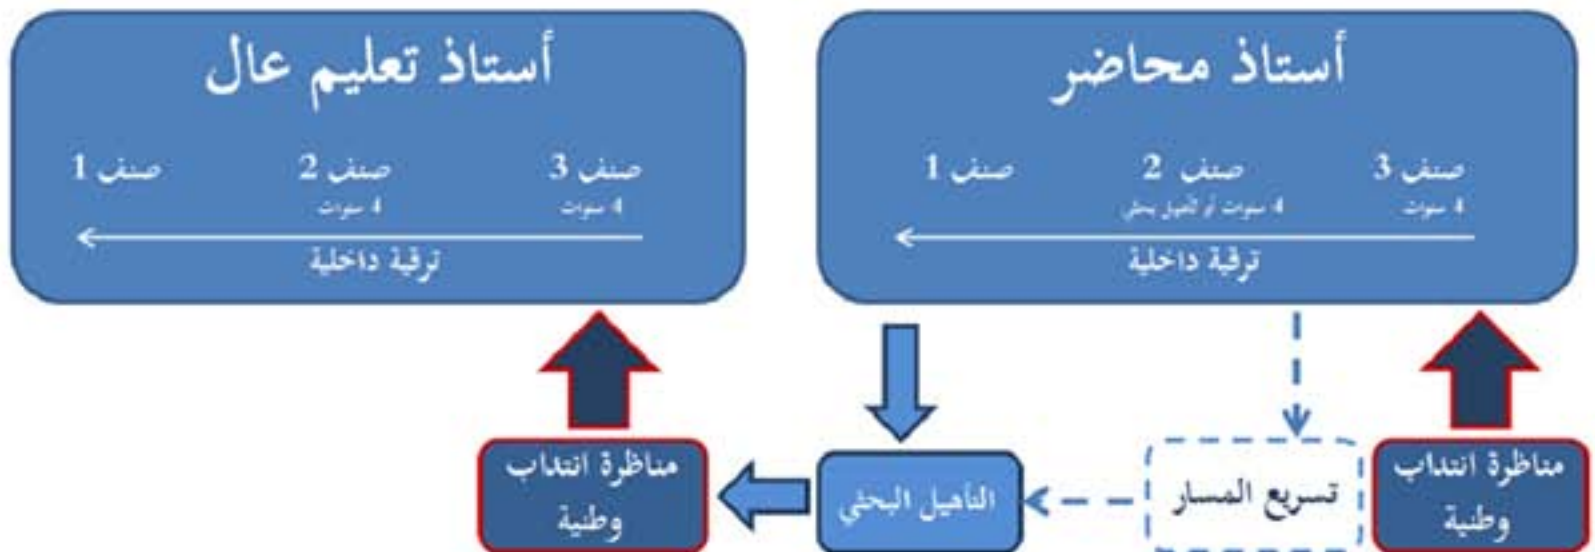 أستاذ محاضر
صنف 3
صنف 2
صنف 1
4 سنوات
4 سنوات أو تأهيل بحثي
ترقية داخلية
أستاذ تعليم عال
صنف 3
صنف 2
صنف 1
4 سنوات
4 سنوات
ترقية داخلية
مناظرة انتداب
وطنية
تسريع المسار
التأهيل البحثي
مناظرة انتداب
وطنية